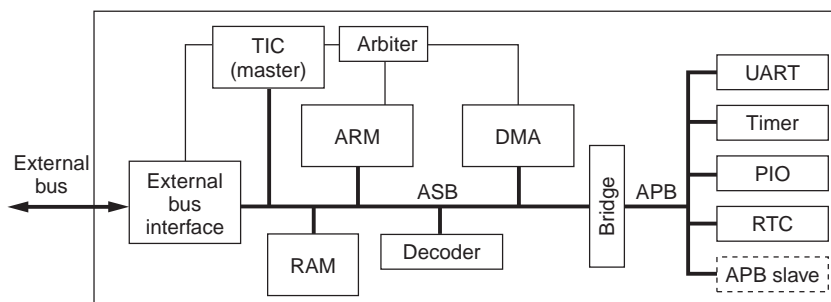 TIC
(master)
Arbiter
UART
ARM
DMA
Timer
External
bus
External
bus
interface
ASB
Bridge
APB
PIO
RAM
Decoder
RTC
APB slave